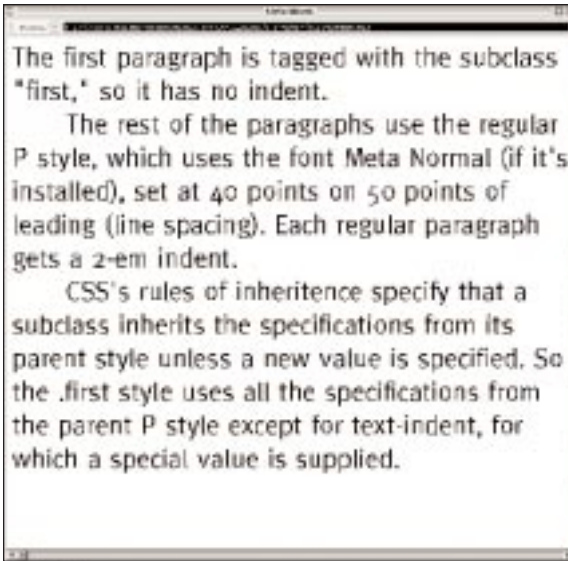 The first paragraph is tagged with the subclass
"first," so it has no indent.
The rest of the paragraphs use the regular
P style, which uses the font Meta Normal (if it's
installed), set at 40 points on 50 points of
leading (line spacing). Each regular paragraph
gets a 2-em indent.
CSS's rules of inheritence specify that a
subclass inherits the specifications from its
parent style unless a new value is specified. So
the .first style uses all the specifications from
the parent P style except for text-indent, for
which a special value is supplied.